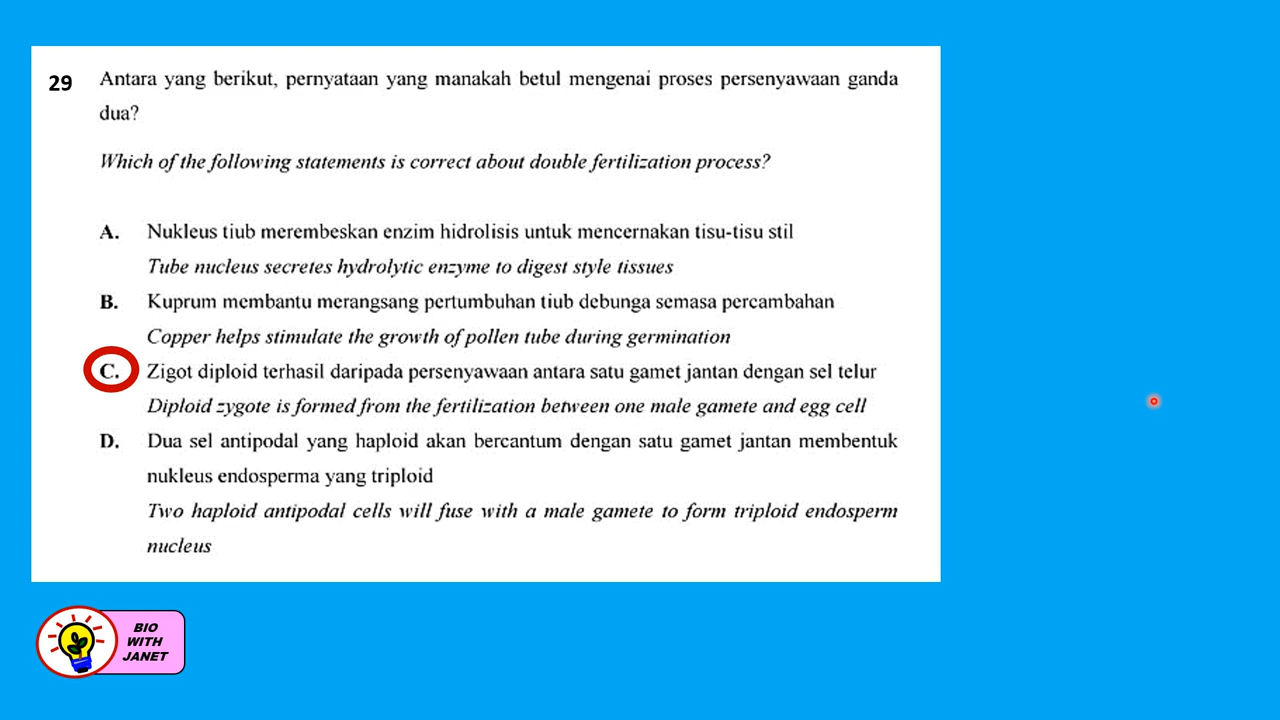 29 Antara yang berikut, pernyataan yang manakah betul mengenai proses persenyawaan ganda
dua?
Which of the following statements is correct about double fertilization process?
A. Nukleus tiub merembeskan enzim hidrolisis untuk mencernakan tisu-tisu stil
Tube nucleus secretes hydrolytic enzyme to digest style tissues
B. Kuprum membantu merangsang pertumbuhan tiub debunga semasa percambahan
Copper helps stimulate the growth of pollen tube during germination
C. Zigot diploid terhasil daripada persenyawaan antara satu gamet jantan dengan sel telur
Diploid zygote is formed from the fertilization between one male gamete and egg cell
D. Dua sel antipodal yang haploid akan bercantum dengan satu gamet jantan membentuk
nukleus endosperma yang triploid
Two haploid antipodal cells will fuse with a male gamete to form triploid endosperm
nucleus
BIO
WITH
JANET